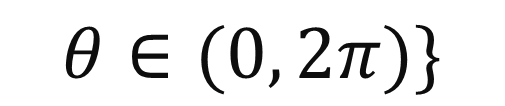 θ ∈ (0, 2π)}